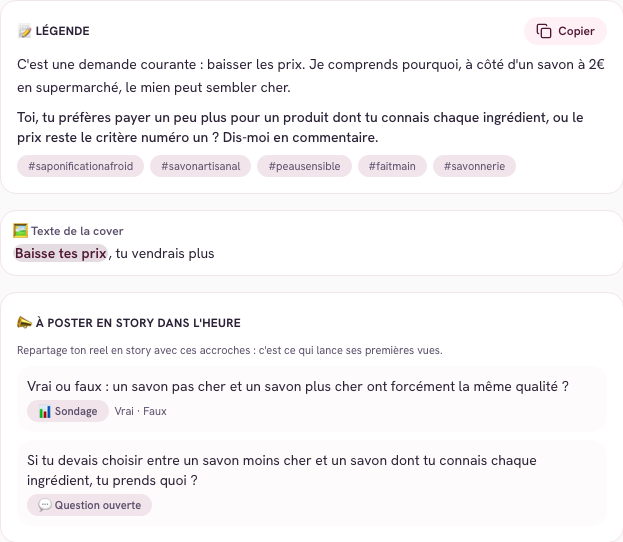 📝 LÉGENDE
Copier
C'est une demande courante : baisser les prix. Je comprends pourquoi, à côté d'un savon à 2€
en supermarché, le mien peut sembler cher.
Toi, tu préfères payer un peu plus pour un produit dont tu connais chaque ingrédient, ou le
prix reste le critère numéro un ? Dis-moi en commentaire.
#saponificationafroid #savonartisanal #peausensible #faitmain #savonnerie
🖼️ Texte de la cover
Baisse tes prix, tu vendrais plus
📣 À POSTER EN STORY DANS L'HEURE
Repartage ton reel en story avec ces accroches : c'est ce qui lance ses premières vues.
Vrai ou faux : un savon pas cher et un savon plus cher ont forcément la même qualité ?
📊 Sondage Vrai · Faux
Si tu devais choisir entre un savon moins cher et un savon dont tu connais chaque
ingrédient, tu prends quoi ?
💬 Question ouverte